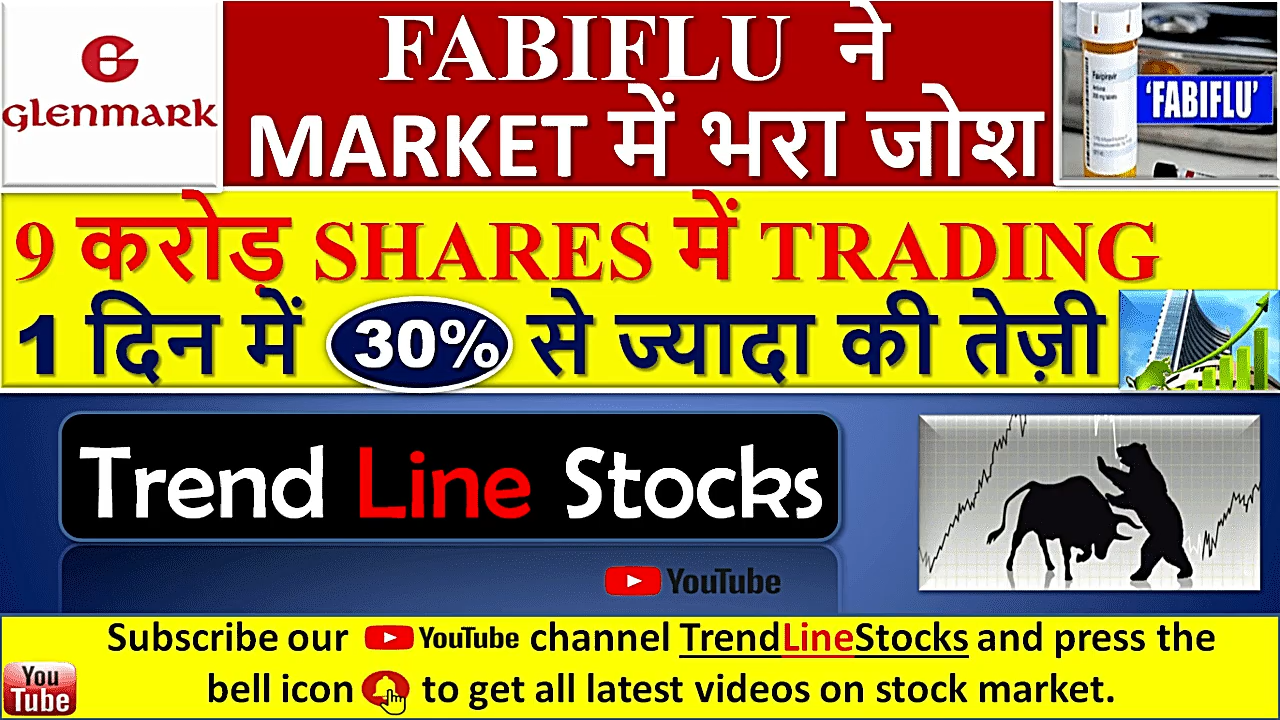 GLENMARK
FABIFLU ने
MARKET में भरा जोश
Favipiravir
'FABIFLU'
9 करोड़ SHARES में TRADING
1 दिन में 30% से ज्यादा की तेज़ी
Trend Line Stocks
YouTube
Subscribe our YouTube channel TrendLineStocks and press the
bell icon to get all latest videos on stock market.
You
Tube